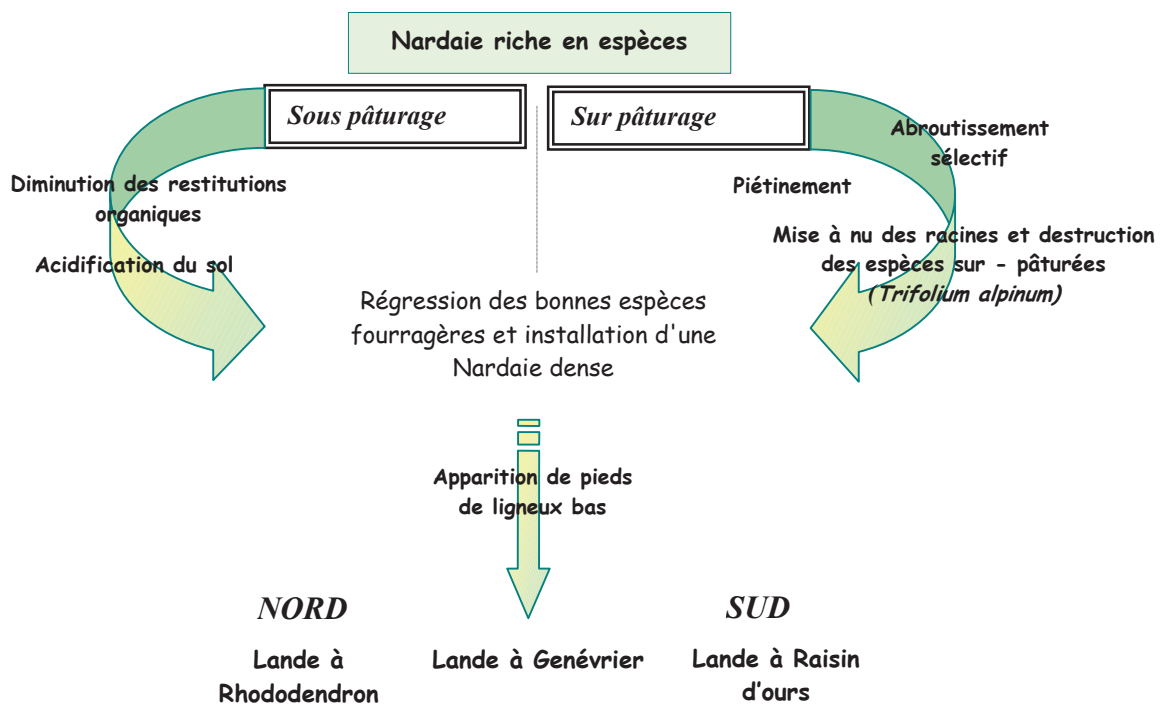 Nardaie riche en espèces
Sous pâturage
Sur pâturage
Diminution des restitutions
organiques
Acidification du sol
Abroutissement
sélectif
Piétinement
Mise à nu des racines et destruction
des espèces sur - pâturées
(Trifolium alpinum)
Régression des bonnes espèces
fourragères et installation d'une
Nardaie dense
Apparition de pieds
de ligneux bas
NORD
SUD
Lande à
Rhododendron
Lande à Genévrier
Lande à Raisin
d'ours